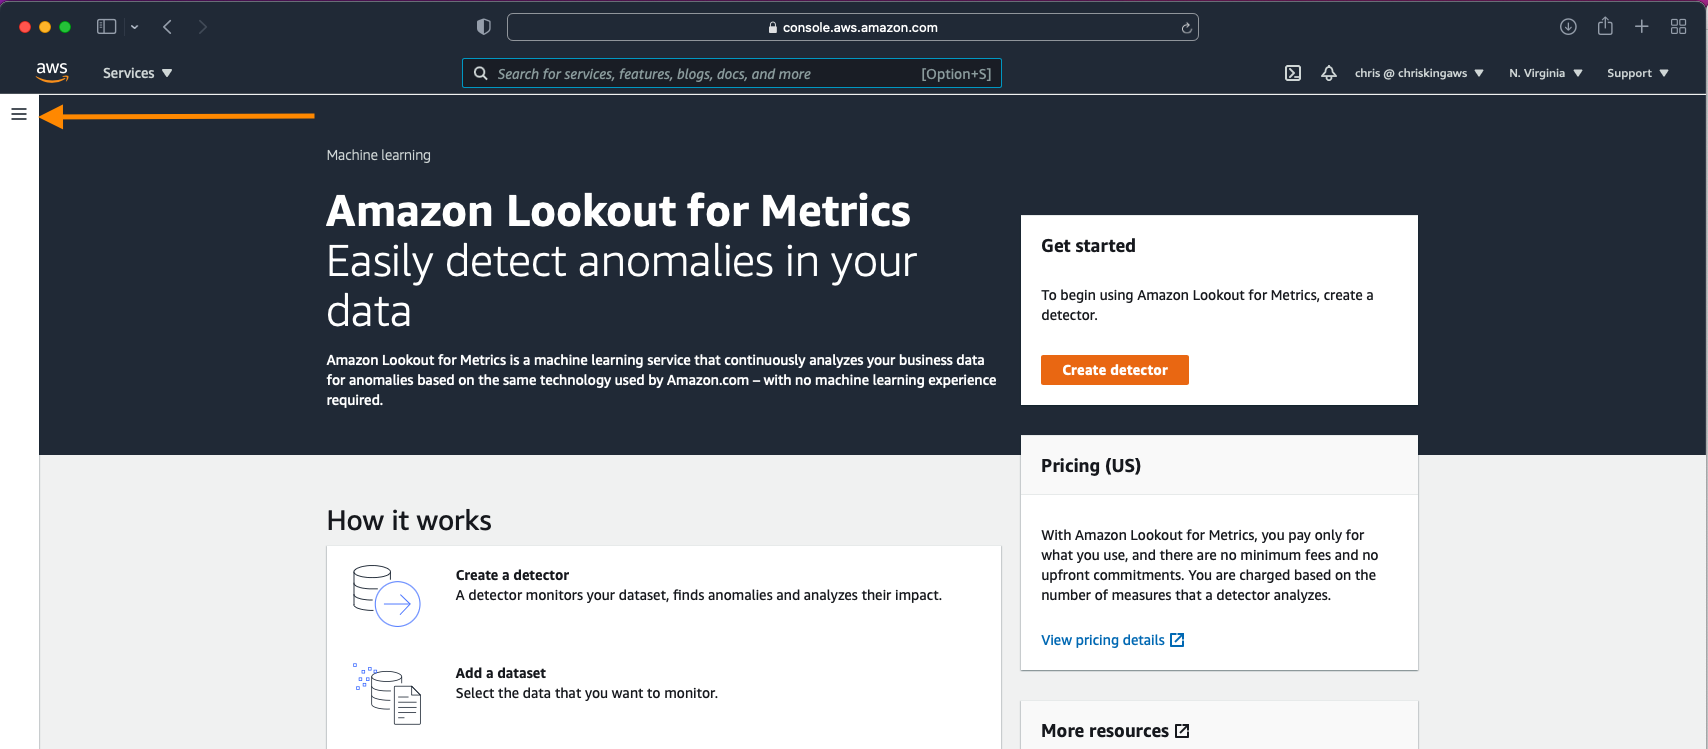 console.aws.amazon.com
aws
Services
Search for services, features, blogs, docs, and more
[Option+S]
chris @ chriskingaws
N. Virginia
Support
Machine learning
Amazon Lookout for Metrics
Easily detect anomalies in your
data
Amazon Lookout for Metrics is a machine learning service that continuously analyzes your business data
for anomalies based on the same technology used by Amazon.com – with no machine learning experience
required.
Get started
To begin using Amazon Lookout for Metrics, create a
detector.
Create detector
Pricing (US)
With Amazon Lookout for Metrics, you pay only for
what you use, and there are no minimum fees and no
upfront commitments. You are charged based on the
number of measures that a detector analyzes.
View pricing details
More resources
How it works
Create a detector
A detector monitors your dataset, finds anomalies and analyzes their impact.
Add a dataset
Select the data that you want to monitor.